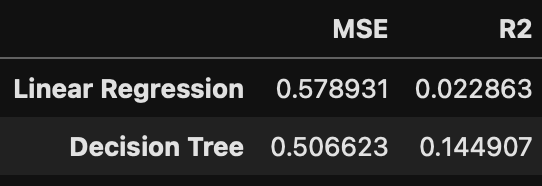 MSE R2
Linear Regression 0.578931 0.022863
Decision Tree 0.506623 0.144907